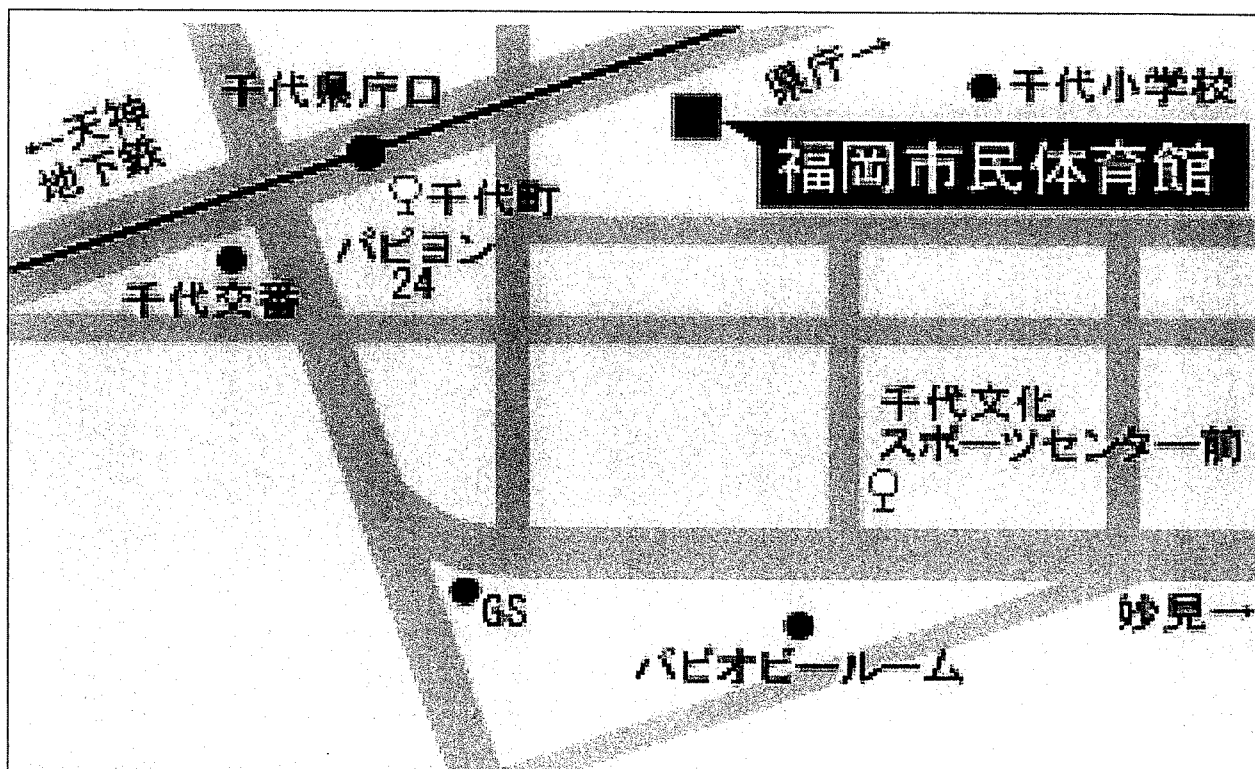 千代県庁口
県庁→
千代小学校
←天神
地下鉄
福岡市民体育館
千代町
パピヨン
24
千代交番
千代文化
スポーツセンター前
GS
妙見→
パピオビールーム